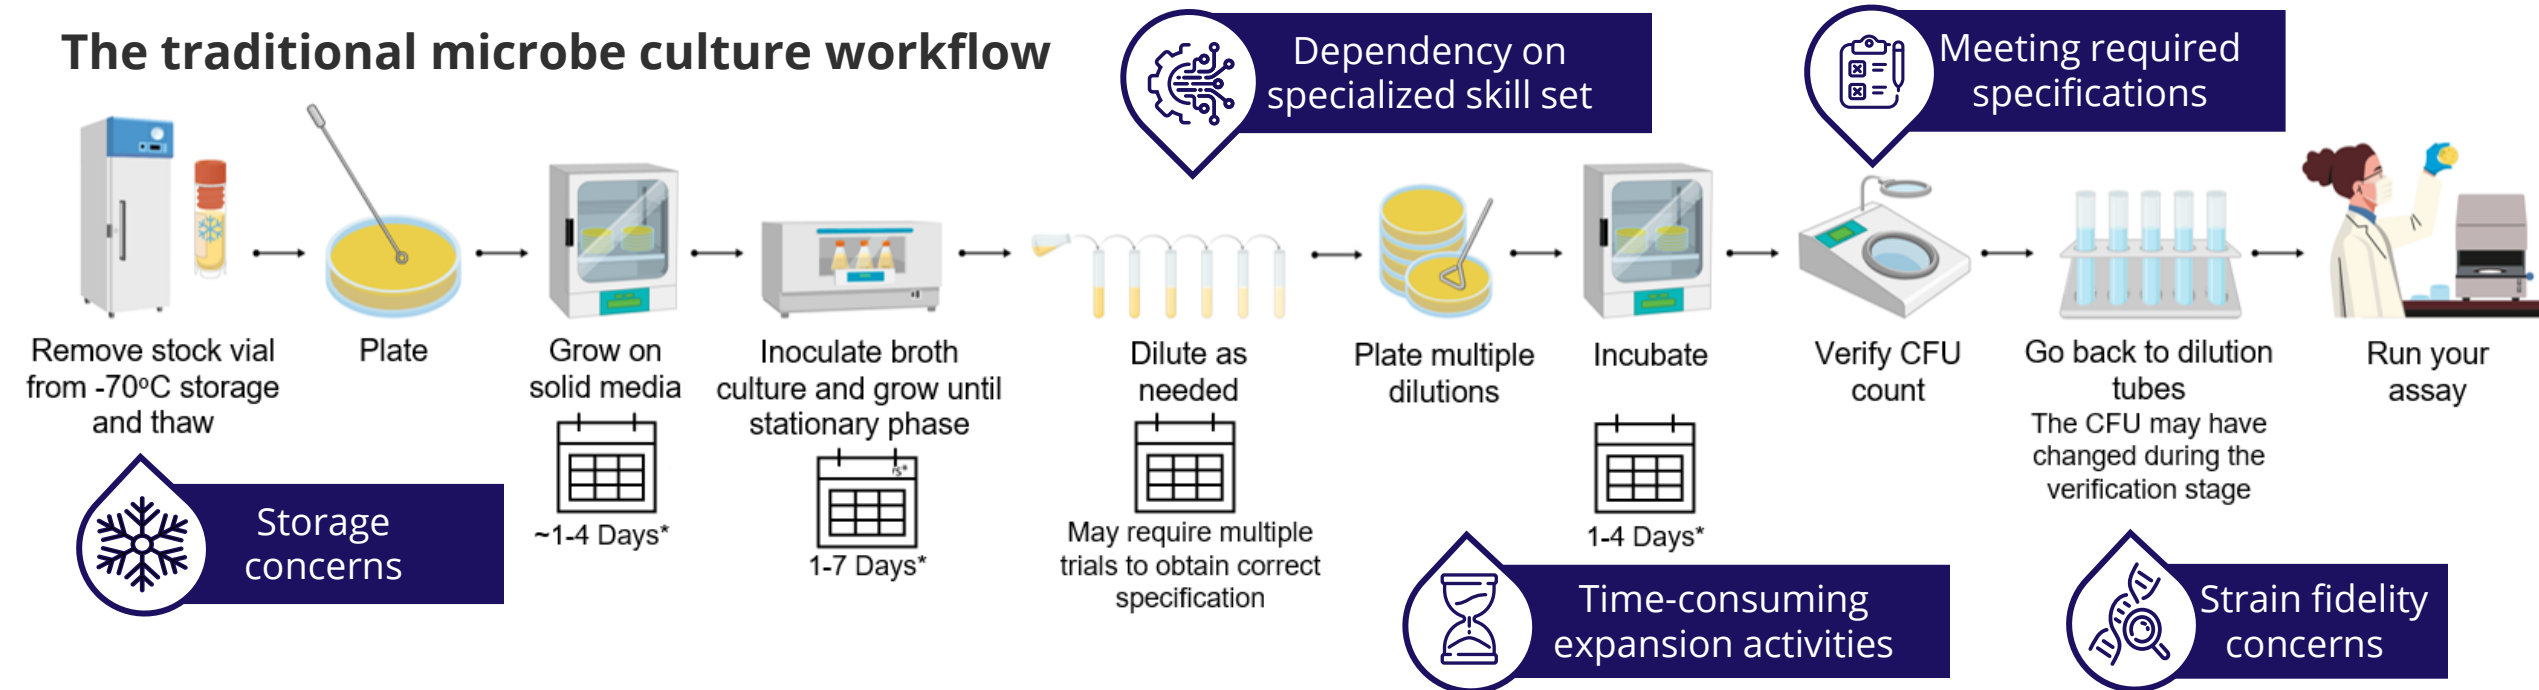 The traditional microbe culture workflow
Dependency on
specialized skill set
Meeting required
specifications
Remove stock vial
from -70ºC storage
and thaw
Plate
Grow on
solid media
~1-4 Days*
Inoculate broth
culture and grow until
stationary phase
rs*
1-7 Days*
Dilute as
needed
May require multiple
trials to obtain correct
specification
Plate multiple
dilutions
Incubate
1-4 Days*
Verify CFU
count
Go back to dilution
tubes
The CFU may have
changed during the
verification stage
Run your
assay
Storage
concerns
Time-consuming
expansion activities
Strain fidelity
concerns